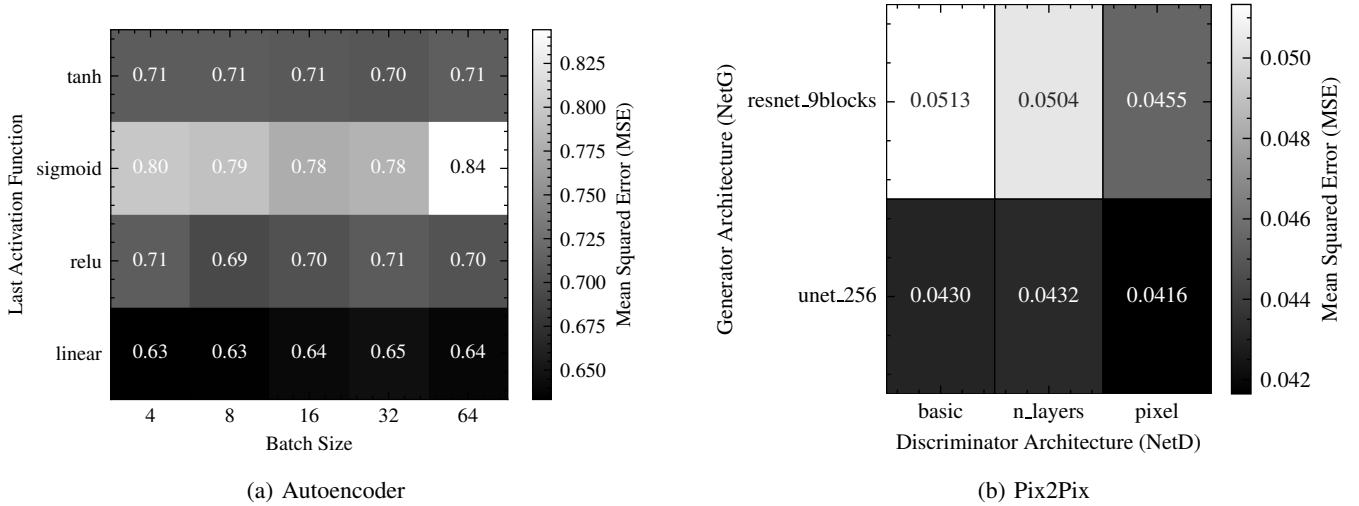 tanh 0.71 0.71 0.71 0.70 0.71
sigmoid 0.80 0.79 0.78 0.78 0.84
relu 0.71 0.69 0.70 0.71 0.70
linear 0.63 0.63 0.64 0.65 0.64
4 8 16 32 64
Batch Size
Last Activation Function
0.825
0.800
0.775
0.750
0.725
0.700
0.675
0.650
Mean Squared Error (MSE)
(a) Autoencoder
resnet_9blocks 0.0513 0.0504 0.0455
unet_256 0.0430 0.0432 0.0416
basic n_layers pixel
Discriminator Architecture (NetD)
Generator Architecture (NetG)
0.050
0.048
0.046
0.044
0.042
Mean Squared Error (MSE)
(b) Pix2Pix